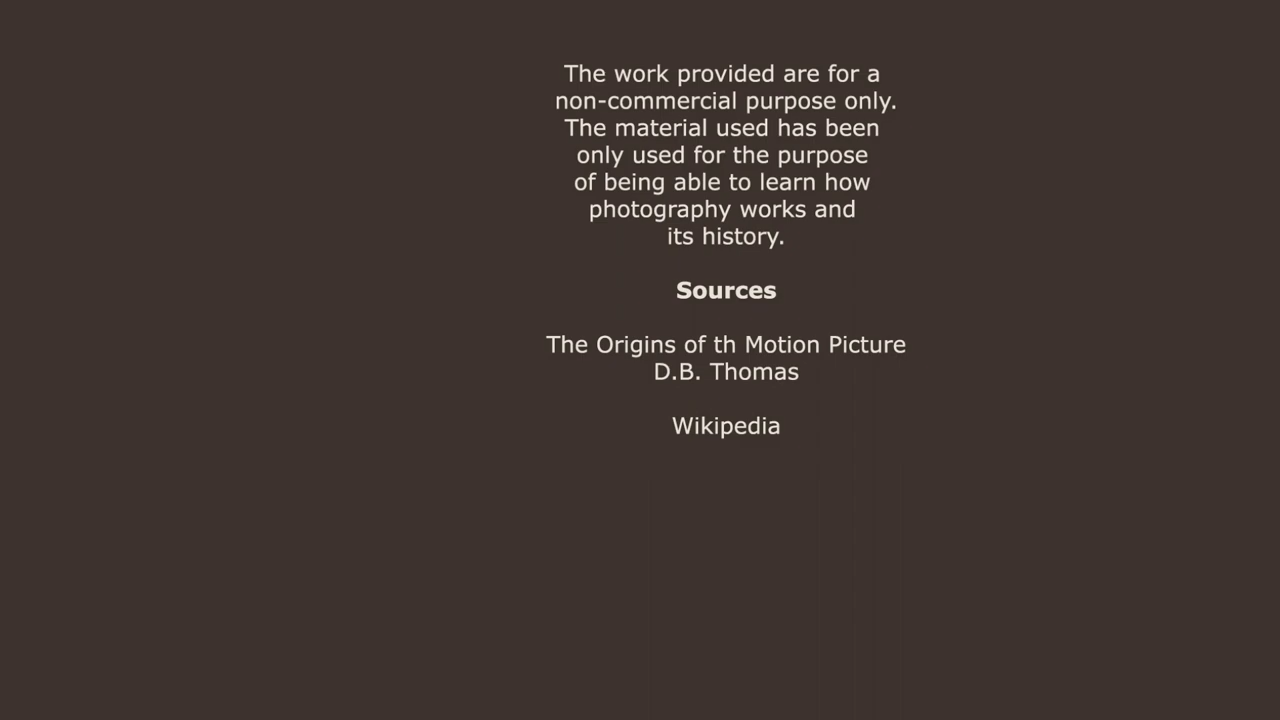 The work provided are for a
non-commercial purpose only.
The material used has been
only used for the purpose
of being able to learn how
photography works and
its history.
Sources
The Origins of th Motion Picture
D.B. Thomas
Wikipedia